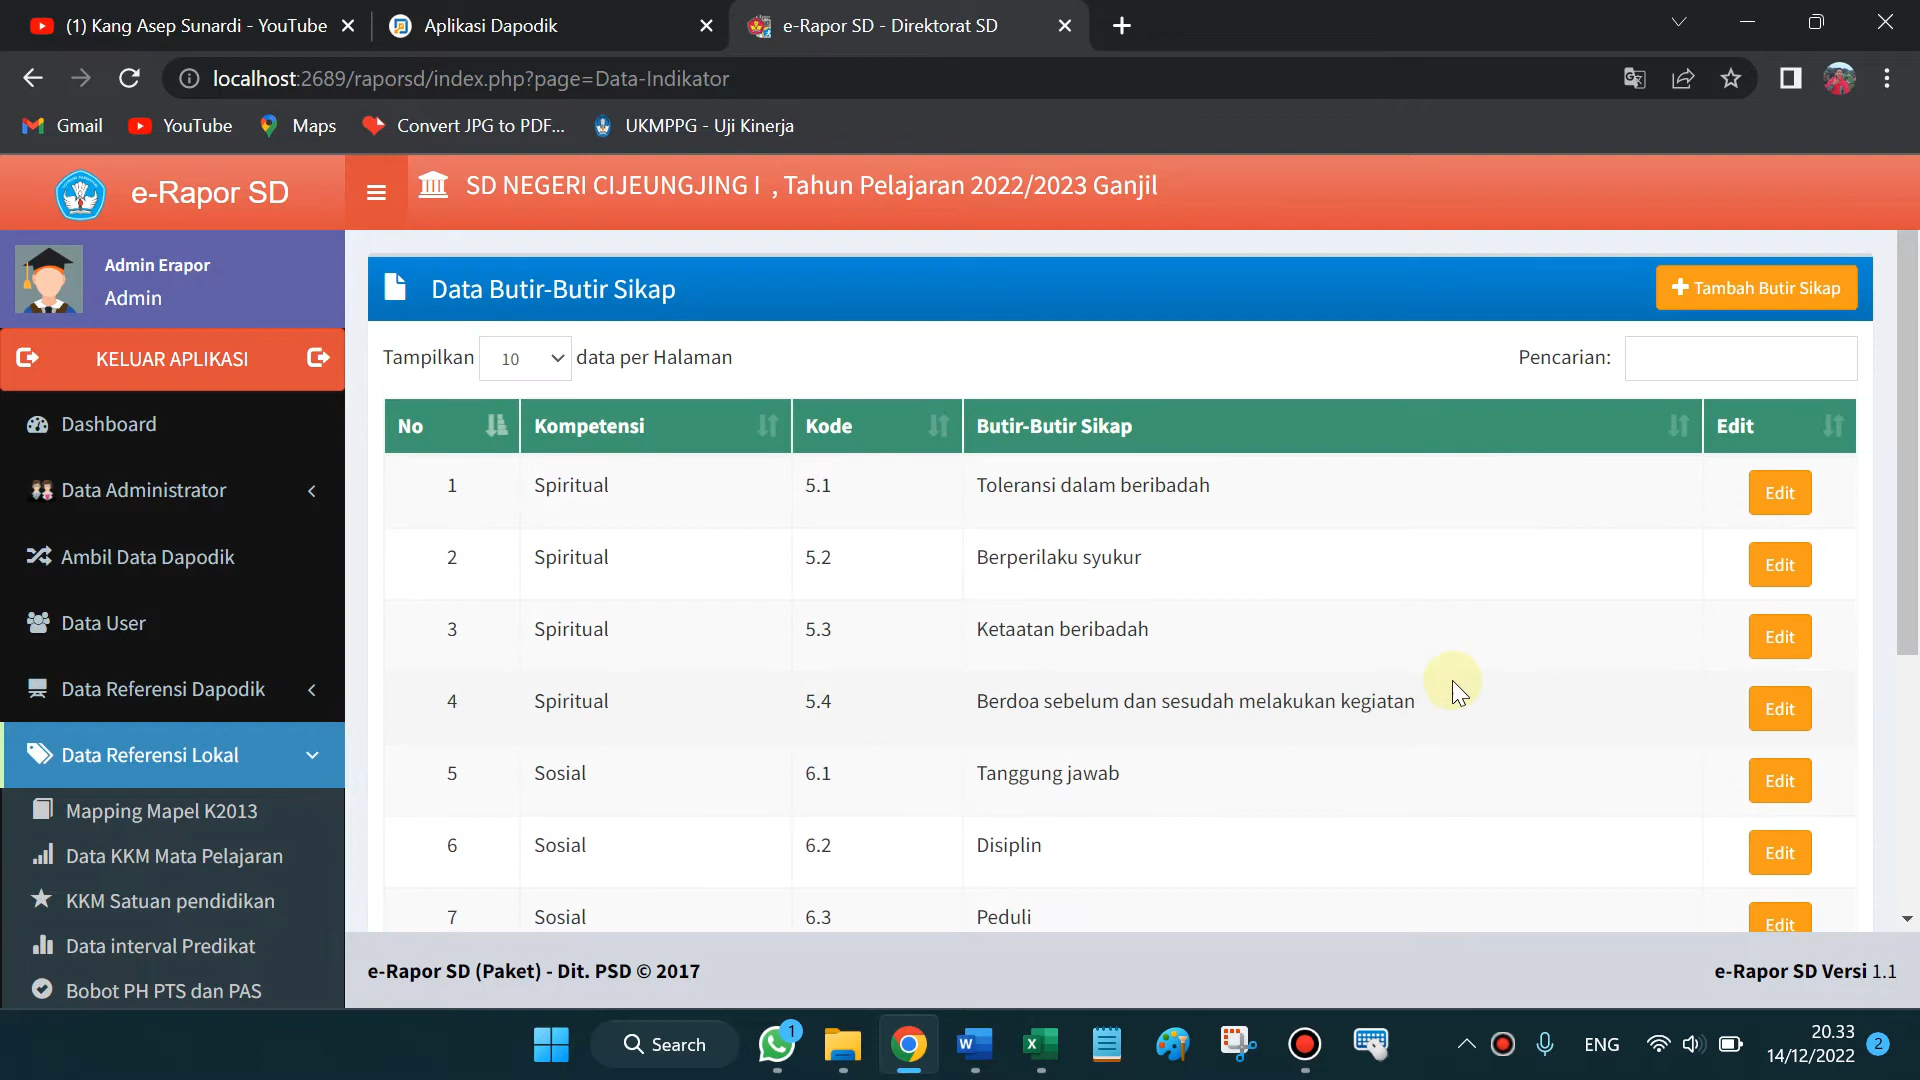 (1) Kang Asep Sunardi - YouTube
Aplikasi Dapodik
e-Rapor SD - Direktorat SD
localhost:2689/raporsd/index.php?page=Data-Indikator
Gmail
YouTube
Maps
Convert JPG to PDF...
UKMPPG - Uji Kinerja
e-Rapor SD
SD NEGERI CIJEUNGJING I , Tahun Pelajaran 2022/2023 Ganjil
Admin Erapor
Admin
KELUAR APLIKASI
Dashboard
Data Administrator
Ambil Data Dapodik
Data User
Data Referensi Dapodik
Data Referensi Lokal
Mapping Mapel K2013
Data KKM Mata Pelajaran
KKM Satuan pendidikan
Data interval Predikat
Bobot PH PTS dan PAS
Data Butir-Butir Sikap
Tambah Butir Sikap
Tampilkan 10 data per Halaman
Pencarian:
No Kompetensi Kode Butir-Butir Sikap Edit
1 Spiritual 5.1 Toleransi dalam beribadah Edit
2 Spiritual 5.2 Berperilaku syukur Edit
3 Spiritual 5.3 Ketaatan beribadah Edit
4 Spiritual 5.4 Berdoa sebelum dan sesudah melakukan kegiatan Edit
5 Sosial 6.1 Tanggung jawab Edit
6 Sosial 6.2 Disiplin Edit
7 Sosial 6.3 Peduli Edit
e-Rapor SD (Paket) - Dit. PSD © 2017
e-Rapor SD Versi 1.1
Search
1
ENG
20.33
14/12/2022
2